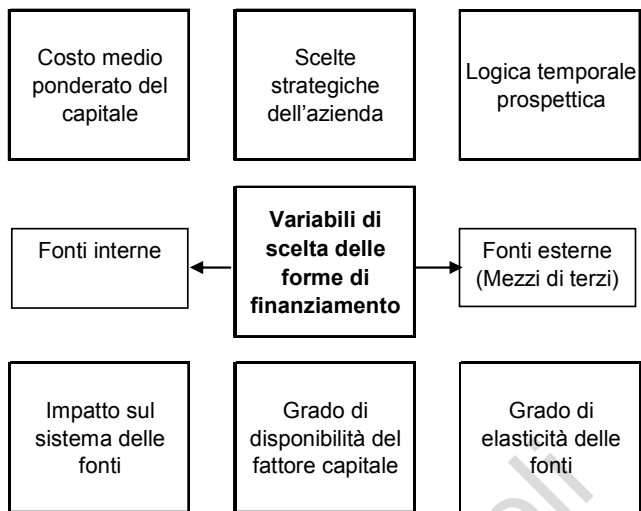 Costo medio
ponderato del
capitale
Scelte
strategiche
dell'azienda
Logica temporale
prospettica
Fonti interne
Variabili di
scelta delle
forme di
finanziamento
Fonti esterne
(Mezzi di terzi)
Impatto sul
sistema delle
fonti
Grado di
disponibilità del
fattore capitale
Grado di
elasticità delle
fonti